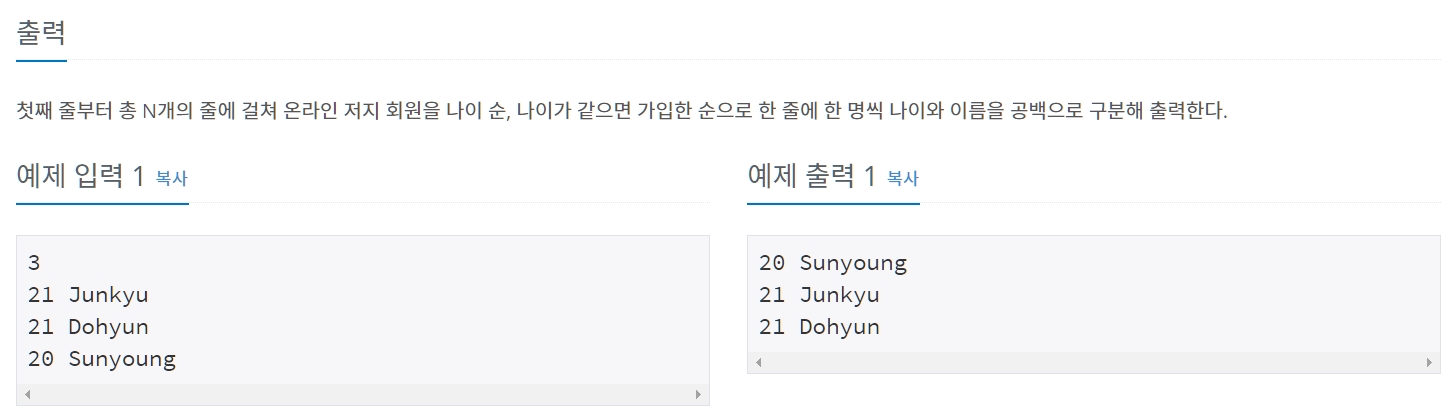 출력
첫째 줄부터 총 N개의 줄에 걸쳐 온라인 저지 회원을 나이 순, 나이가 같으면 가입한 순으로 한 줄에 한 명씩 나이와 이름을 공백으로 구분해 출력한다.
예제 입력 1 복사
3
21 Junkyu
21 Dohyun
20 Sunyoung
예제 출력 1 복사
20 Sunyoung
21 Junkyu
21 Dohyun